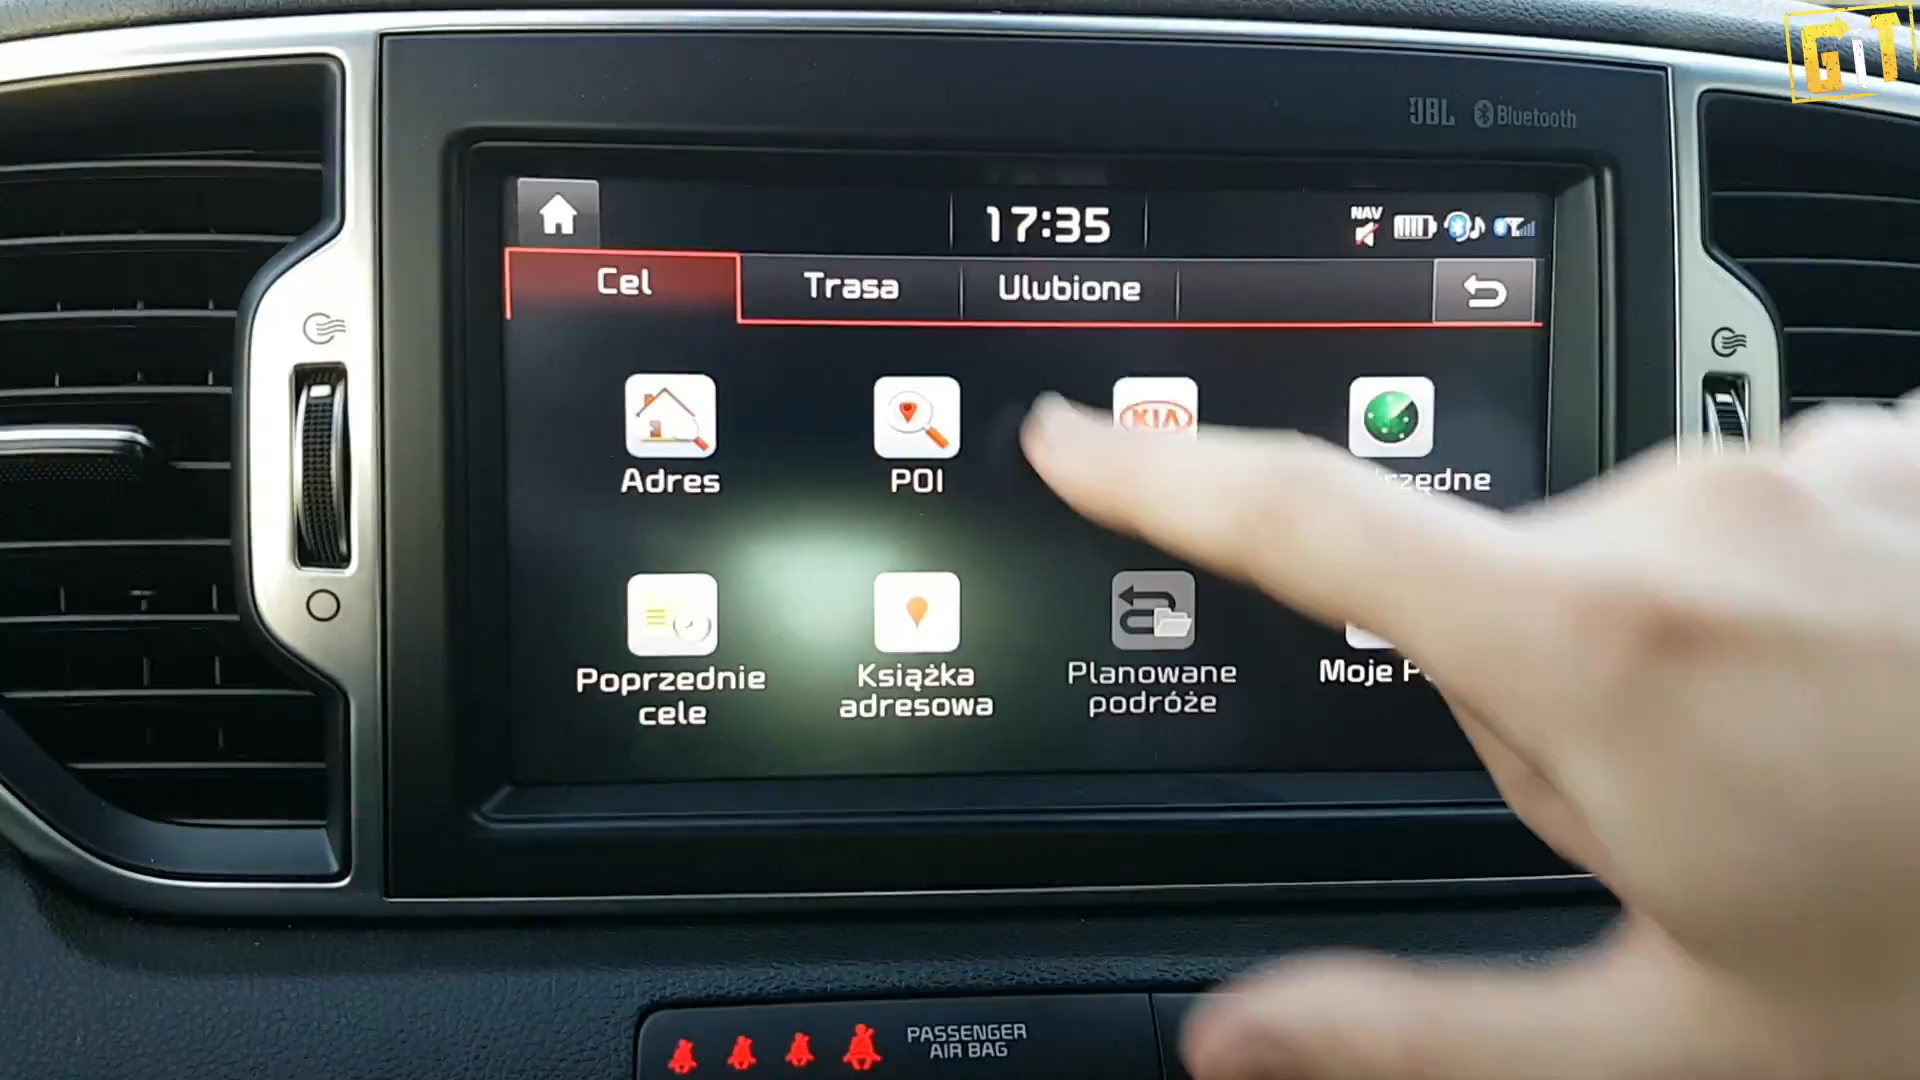 GiT
JBL Bluetooth
17:35
NAV
Cel Trasa Ulubione
Adres POI KIA
Poprzednie
cele
Książka
adresowa
Planowane
podróże
Moje
PASSENGER
AIR BAG